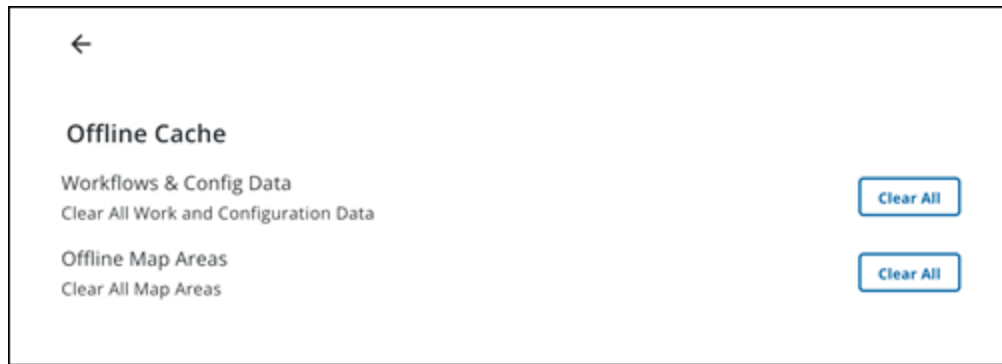 Offline Cache
Workflows & Config Data
Clear All Work and Configuration Data
Clear All
Offline Map Areas
Clear All Map Areas
Clear All